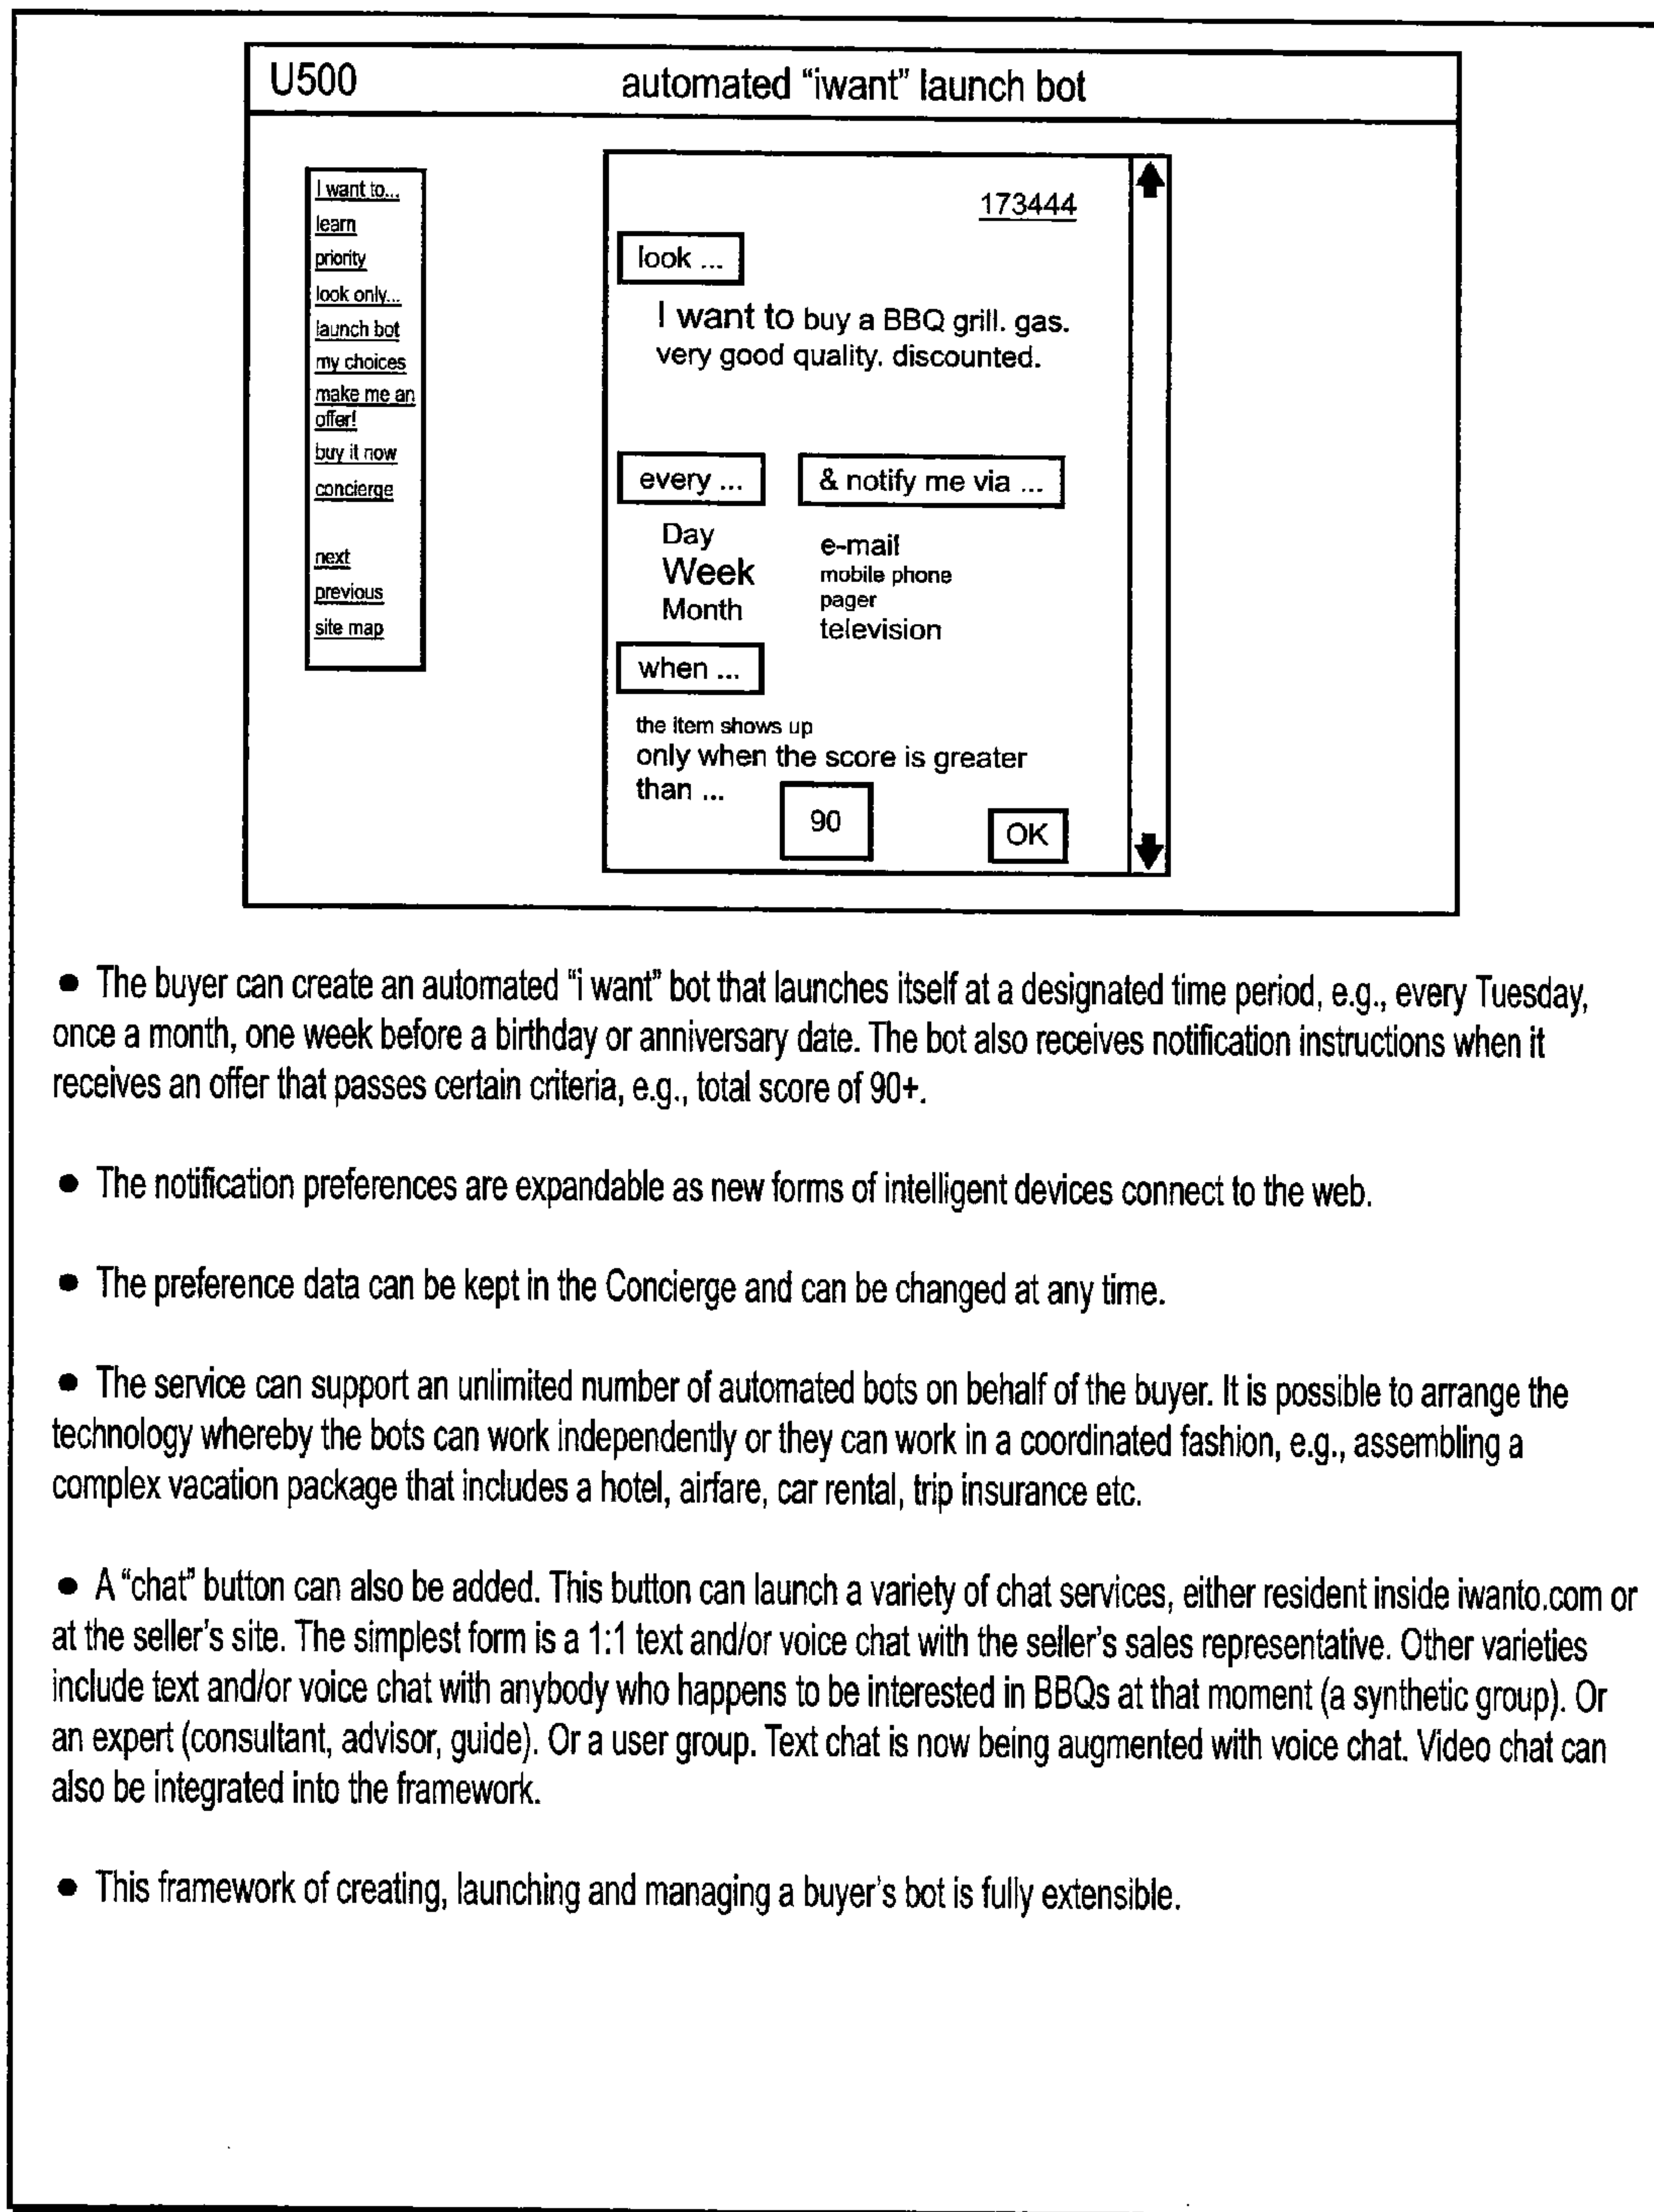 U500
automated “iwant” launch bot
I want to...
learn
priority
look only...
launch bot
my choices
make me an
offer!
buy it now
concierge
next
previous
site map
173444
look ...
I want to buy a BBQ grill. gas.
very good quality. discounted.
every ...
& notify me via ...
Day
Week
Month
e-mail
mobile phone
pager
television
when ...
the item shows up
only when the score is greater
than ...
90
OK
● The buyer can create an automated “i want” bot that launches itself at a designated time period, e.g., every Tuesday,
once a month, one week before a birthday or anniversary date. The bot also receives notification instructions when it
receives an offer that passes certain criteria, e.g., total score of 90+.
● The notification preferences are expandable as new forms of intelligent devices connect to the web.
● The preference data can be kept in the Concierge and can be changed at any time.
● The service can support an unlimited number of automated bots on behalf of the buyer. It is possible to arrange the
technology whereby the bots can work independently or they can work in a coordinated fashion, e.g., assembling a
complex vacation package that includes a hotel, airfare, car rental, trip insurance etc.
● A “chat” button can also be added. This button can launch a variety of chat services, either resident inside iwanto.com or
at the seller's site. The simplest form is a 1:1 text and/or voice chat with the seller's sales representative. Other varieties
include text and/or voice chat with anybody who happens to be interested in BBQs at that moment (a synthetic group). Or
an expert (consultant, advisor, guide). Or a user group. Text chat is now being augmented with voice chat. Video chat can
also be integrated into the framework.
● This framework of creating, launching and managing a buyer's bot is fully extensible.